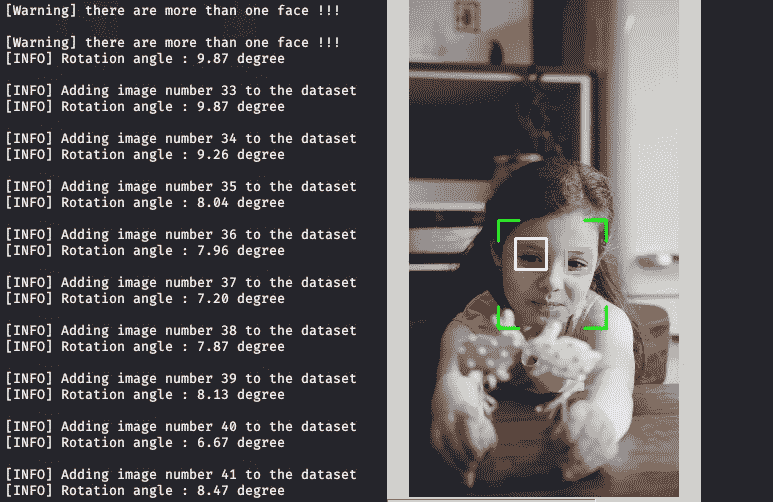 [Warning] there are more than one face !!!
[Warning] there are more than one face !!!
[INFO] Rotation angle : 9.87 degree
[INFO] Adding image number 33 to the dataset
[INFO] Rotation angle : 9.87 degree
[INFO] Adding image number 34 to the dataset
[INFO] Rotation angle : 9.26 degree
[INFO] Adding image number 35 to the dataset
[INFO] Rotation angle : 8.04 degree
[INFO] Adding image number 36 to the dataset
[INFO] Rotation angle : 7.96 degree
[INFO] Adding image number 37 to the dataset
[INFO] Rotation angle : 7.20 degree
[INFO] Adding image number 38 to the dataset
[INFO] Rotation angle : 7.87 degree
[INFO] Adding image number 39 to the dataset
[INFO] Rotation angle : 8.13 degree
[INFO] Adding image number 40 to the dataset
[INFO] Rotation angle : 6.67 degree
[INFO] Adding image number 41 to the dataset
[INFO] Rotation angle : 8.47 degree